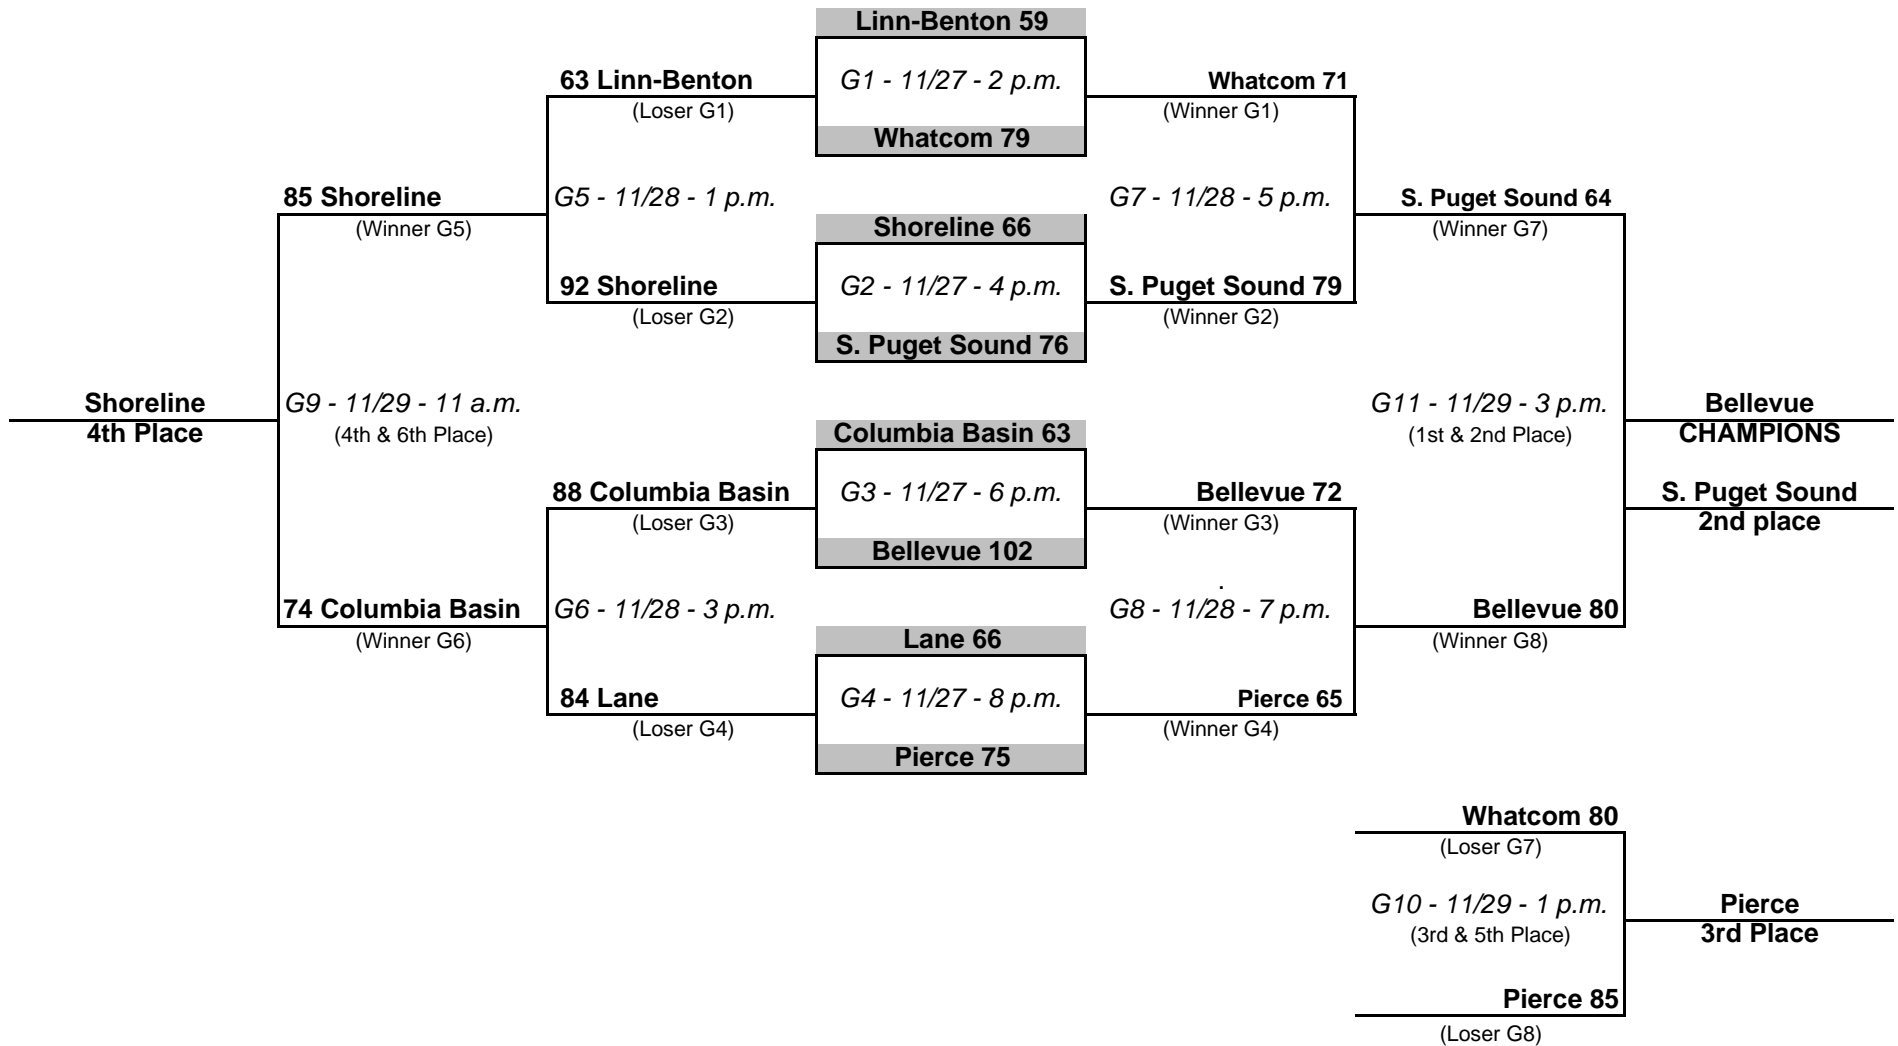 Linn-Benton 59
63 Linn-Benton
G1 - 11/27 - 2 p.m.
Whatcom 71
(Loser G1)
(Winner G1)
Whatcom 79
85 Shoreline
G5 - 11/28 - 1 p.m.
G7 - 11/28 - 5 p.m.
S. Puget Sound 64
(Winner G5)
Shoreline 66
(Winner G7)
92 Shoreline
G2 - 11/27 - 4 p.m.
S. Puget Sound 79
(Loser G2)
(Winner G2)
S. Puget Sound 76
Shoreline
G9 - 11/29 - 11 a.m.
G11 - 11/29 - 3 p.m.
Bellevue
4th Place
(4th & 6th Place)
Columbia Basin 63
(1st & 2nd Place)
CHAMPIONS
88 Columbia Basin
G3 - 11/27 - 6 p.m.
Bellevue 72
S. Puget Sound
(Loser G3)
(Winner G3)
2nd place
Bellevue 102
.
74 Columbia Basin
G6 - 11/28 - 3 p.m.
G8 - 11/28 - 7 p.m.
Bellevue 80
(Winner G6)
Lane 66
(Winner G8)
84 Lane
G4 - 11/27 - 8 p.m.
Pierce 65
(Loser G4)
(Winner G4)
Pierce 75
Whatcom 80
(Loser G7)
G10 - 11/29 - 1 p.m.
Pierce
(3rd & 5th Place)
3rd Place
Pierce 85
(Loser G8)